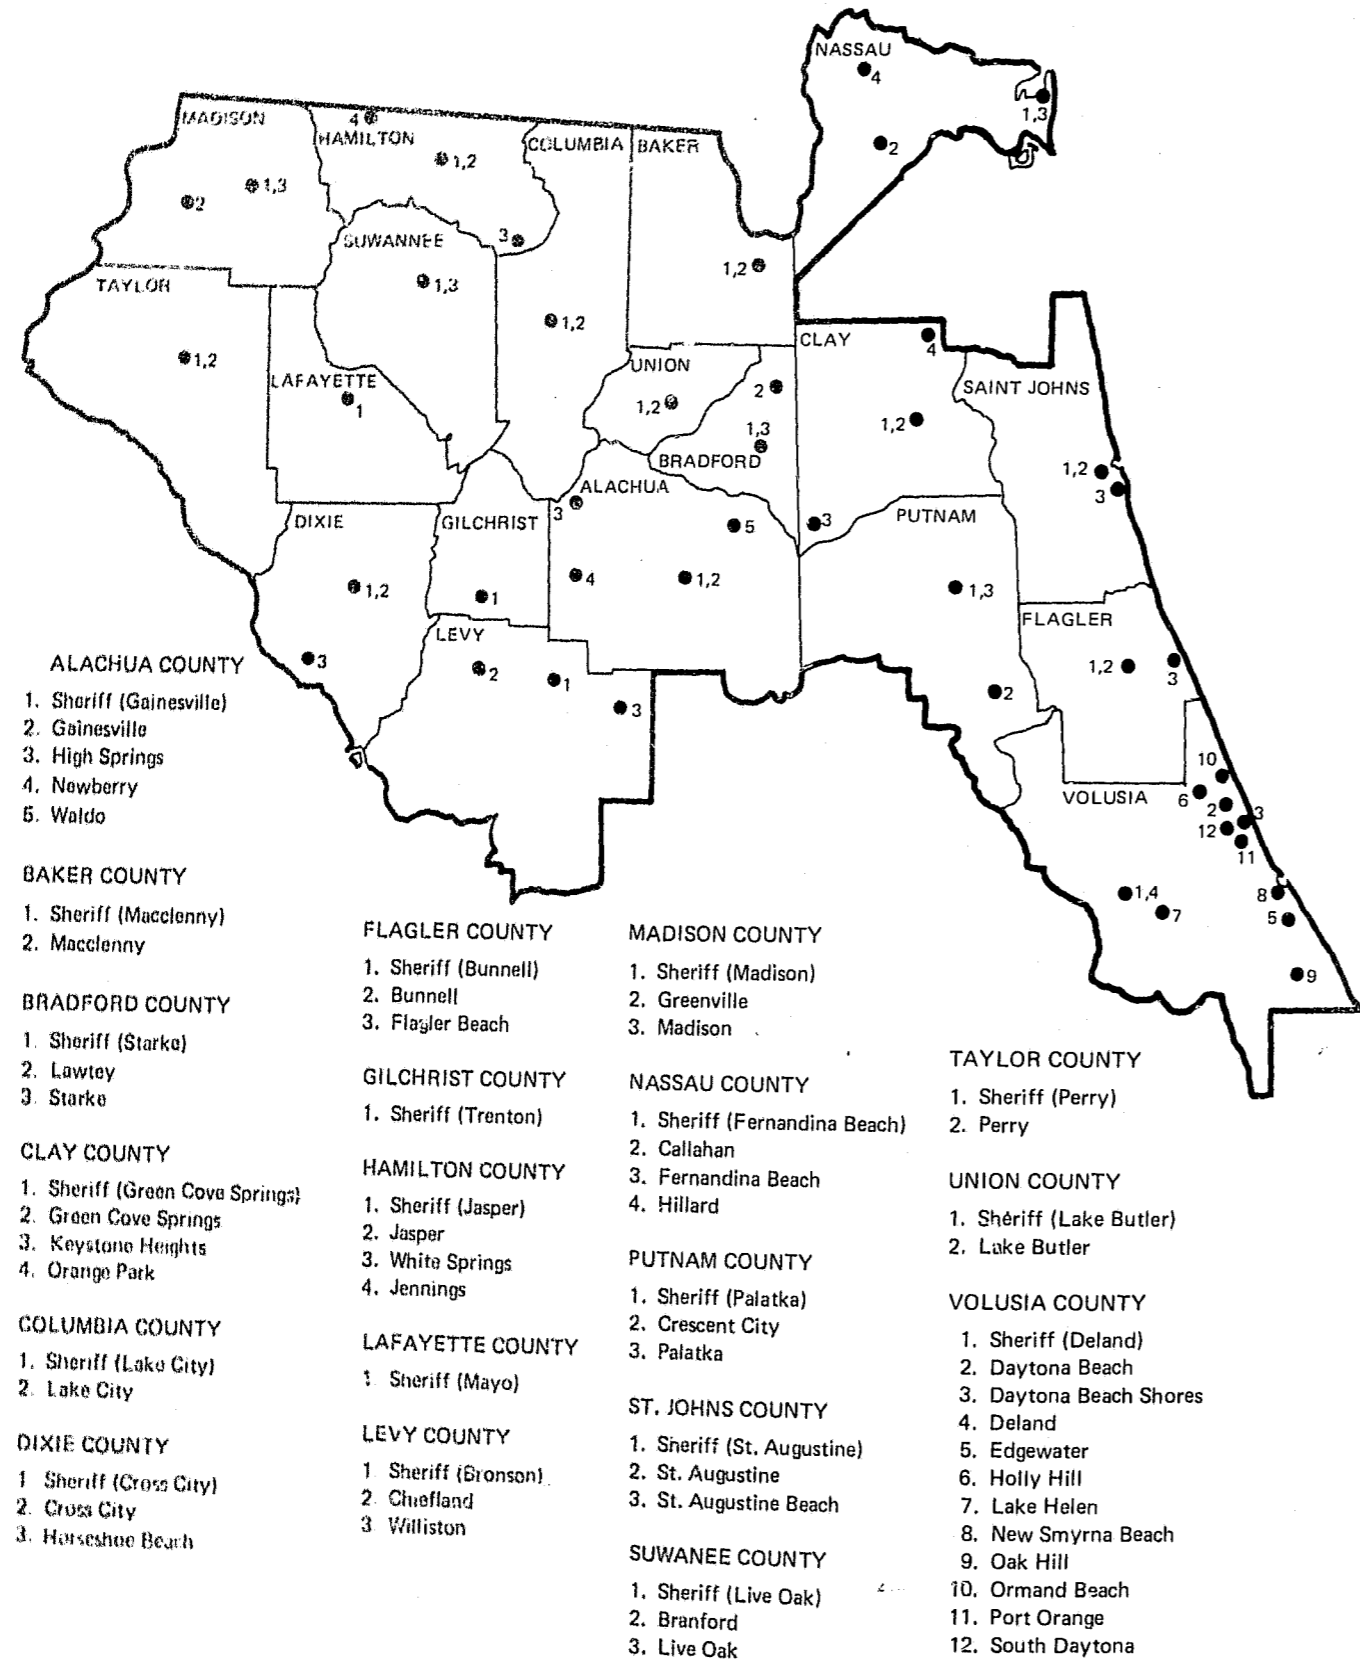 NASSAU
4
1,3
2
MADISON
4
HAMILTON
1,2
COLUMBIA
BAKER
1,3
2
3
SUWANNEE
1,3
1,2
TAYLOR
1,2
1,2
LAFAYETTE
1
UNION
1,2
2
1,3
BRADFORD
CLAY
4
1,2
3
SAINT JOHNS
1,2
3
ALACHUA
3
5
4
1,2
DIXIE
1,2
3
GILCHRIST
1
PUTNAM
1,3
2
LEVY
2
1
3
FLAGLER
1,2
3
VOLUSIA
10
6
2
3
12
11
1,4
7
8
5
9
ALACHUA COUNTY
1. Sheriff (Gainesville)
2. Gainesville
3. High Springs
4. Newberry
5. Waldo
BAKER COUNTY
1. Sheriff (Macclenny)
2. Macclenny
BRADFORD COUNTY
1. Sheriff (Starke)
2. Lawtey
3. Starke
CLAY COUNTY
1. Sheriff (Green Cove Springs)
2. Green Cove Springs
3. Keystone Heights
4. Orange Park
COLUMBIA COUNTY
1. Sheriff (Lake City)
2. Lake City
DIXIE COUNTY
1 Sheriff (Cross City)
2. Cross City
3. Horseshoe Beach
FLAGLER COUNTY
1. Sheriff (Bunnell)
2. Bunnell
3. Flagler Beach
GILCHRIST COUNTY
1. Sheriff (Trenton)
HAMILTON COUNTY
1. Sheriff (Jasper)
2. Jasper
3. White Springs
4. Jennings
LAFAYETTE COUNTY
1 Sheriff (Mayo)
LEVY COUNTY
1 Sheriff (Bronson)
2. Chiefland
3 Williston
MADISON COUNTY
1. Sheriff (Madison)
2. Greenville
3. Madison
NASSAU COUNTY
1. Sheriff (Fernandina Beach)
2. Callahan
3. Fernandina Beach
4. Hillard
PUTNAM COUNTY
1. Sheriff (Palatka)
2. Crescent City
3. Palatka
ST. JOHNS COUNTY
1. Sheriff (St. Augustine)
2. St. Augustine
3. St. Augustine Beach
SUWANEE COUNTY
1. Sheriff (Live Oak)
2. Branford
3. Live Oak
TAYLOR COUNTY
1. Sheriff (Perry)
2. Perry
UNION COUNTY
1. Sheriff (Lake Butler)
2. Lake Butler
VOLUSIA COUNTY
1. Sheriff (Deland)
2. Daytona Beach
3. Daytona Beach Shores
4. Deland
5. Edgewater
6. Holly Hill
7. Lake Helen
8. New Smyrna Beach
9. Oak Hill
10. Ormand Beach
11. Port Orange
12. South Daytona